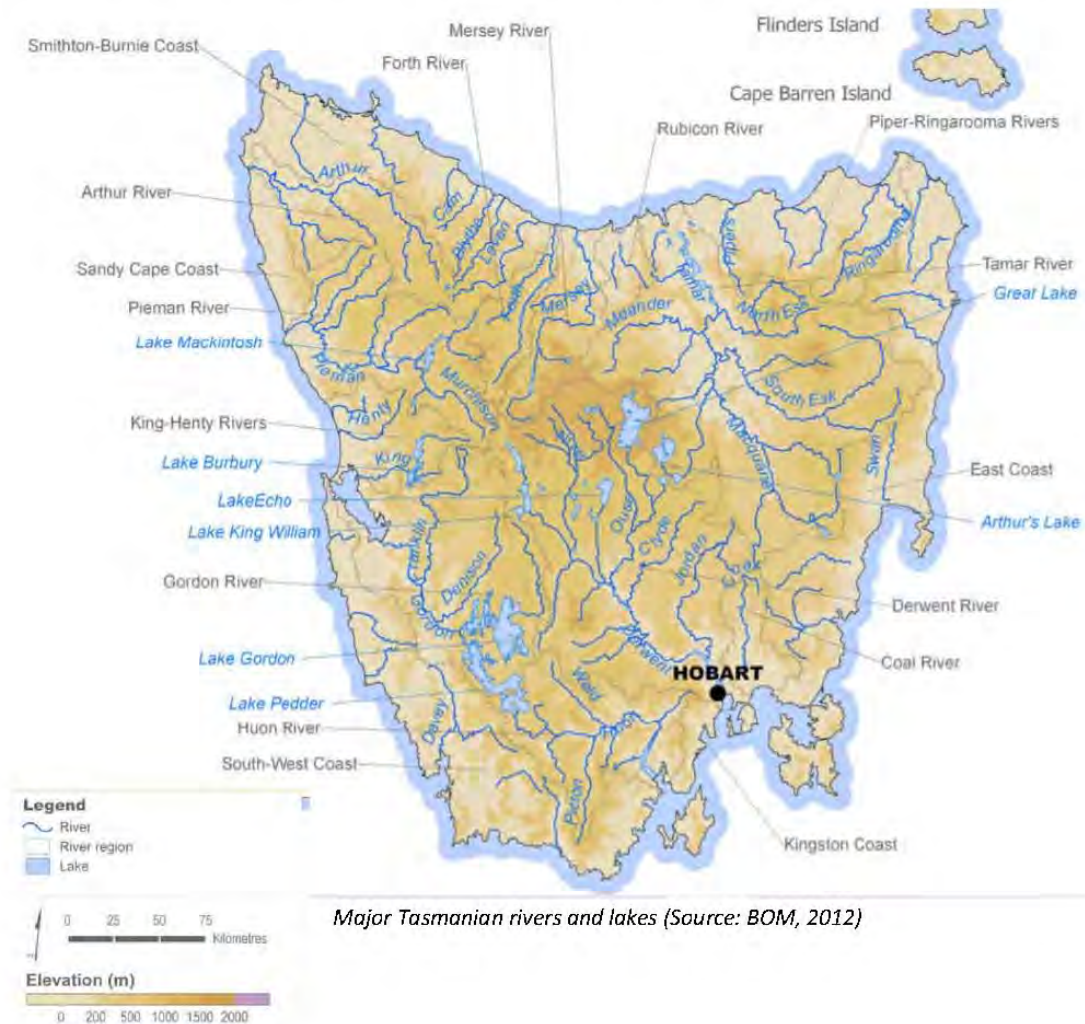 Mersey River
Flinders Island
Smithton-Burnie Coast
Forth River
Cape Barren Island
Rubicon River
Piper-Ringarooma Rivers
Arthur
Arthur River
Cam
Blythe
Leven
Pipers
Ringarooma
Sandy Cape Coast
Forth
Mersey
Tamar
Tamar River
Great Lake
Pieman River
Meander
North Esk
Lake Mackintosh
Pieman
Murchison
South Esk
Henty
King-Henty Rivers
Macquarie
Swan
King
Nive
East Coast
Lake Burbury
LakeEcho
Ouse
Arthur's Lake
Lake King William
Clyde
Franklin
Jordan
Coal
Gordon River
Denison
Gordon
Derwent River
Derwent
Coal River
Lake Gordon
HOBART
Weld
Lake Pedder
Huon
Davey
Huon River
South-West Coast
Picton
Kingston Coast
Legend
River
River region
Lake
0 25 50 75
Kilometres
Major Tasmanian rivers and lakes (Source: BOM, 2012)
Elevation (m)
0 200 500 1000 1500 2000